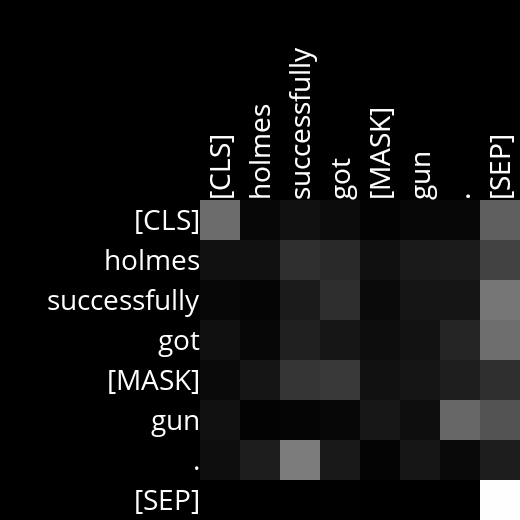 [CLS]
holmes
successfully
got
[MASK]
gun
.
[SEP]
[CLS]
holmes
successfully
got
[MASK]
gun
.
[SEP]